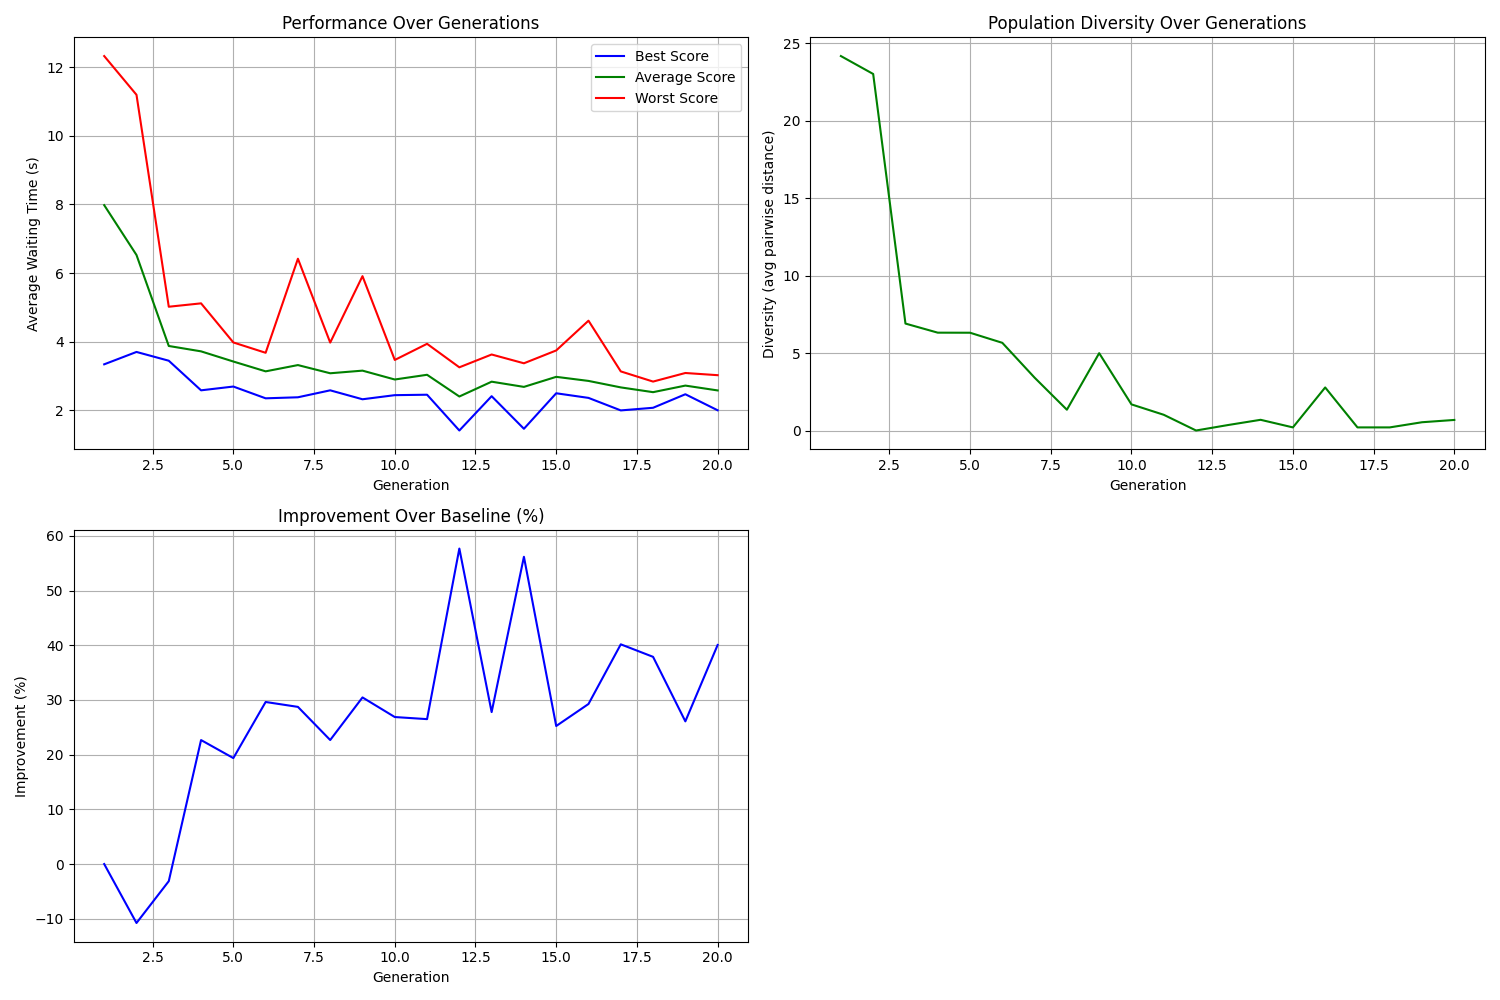 Performance Over Generations
Average Waiting Time (s)
12
10
8
6
4
2
Best Score
Average Score
Worst Score
2.5 5.0 7.5 10.0 12.5 15.0 17.5 20.0
Generation
Population Diversity Over Generations
Diversity (avg pairwise distance)
25
20
15
10
5
0
2.5 5.0 7.5 10.0 12.5 15.0 17.5 20.0
Generation
Improvement Over Baseline (%)
Improvement (%)
60
50
40
30
20
10
0
−10
2.5 5.0 7.5 10.0 12.5 15.0 17.5 20.0
Generation